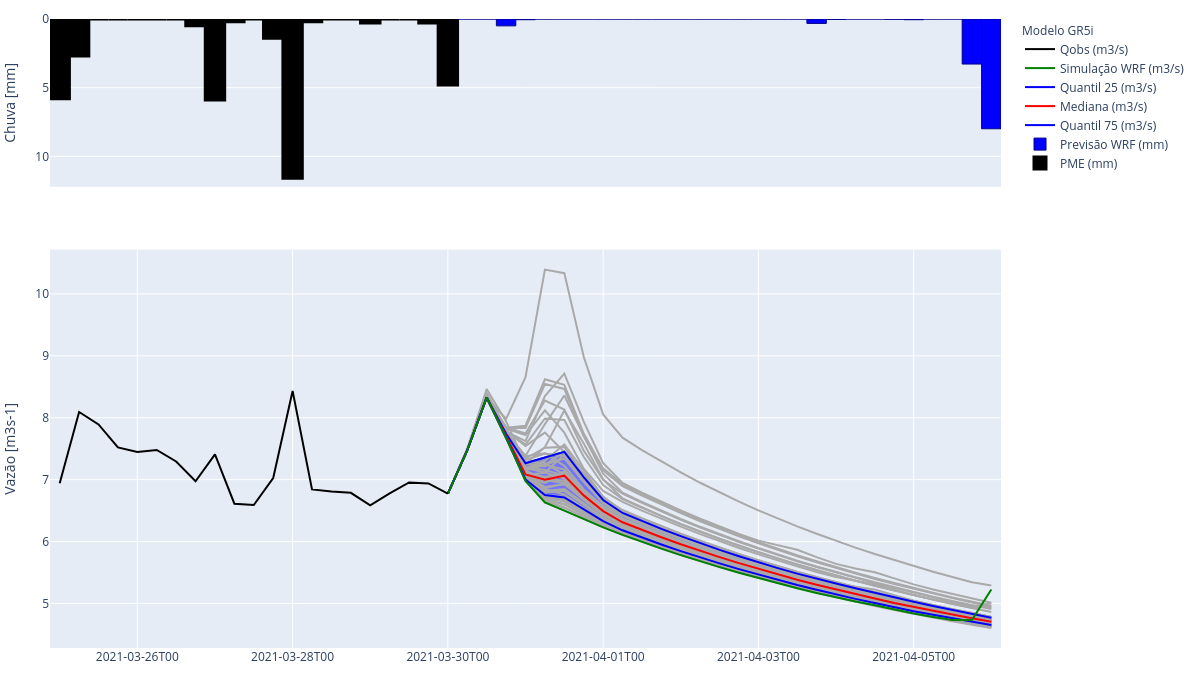 Chuva [mm]
0
5
10
Modelo GR5i
Qobs (m3/s)
Simulação WRF (m3/s)
Quantil 25 (m3/s)
Mediana (m3/s)
Quantil 75 (m3/s)
Previsão WRF (mm)
PME (mm)
Vazão [m3s-1]
10
9
8
7
6
5
2021-03-26T00
2021-03-28T00
2021-03-30T00
2021-04-01T00
2021-04-03T00
2021-04-05T00